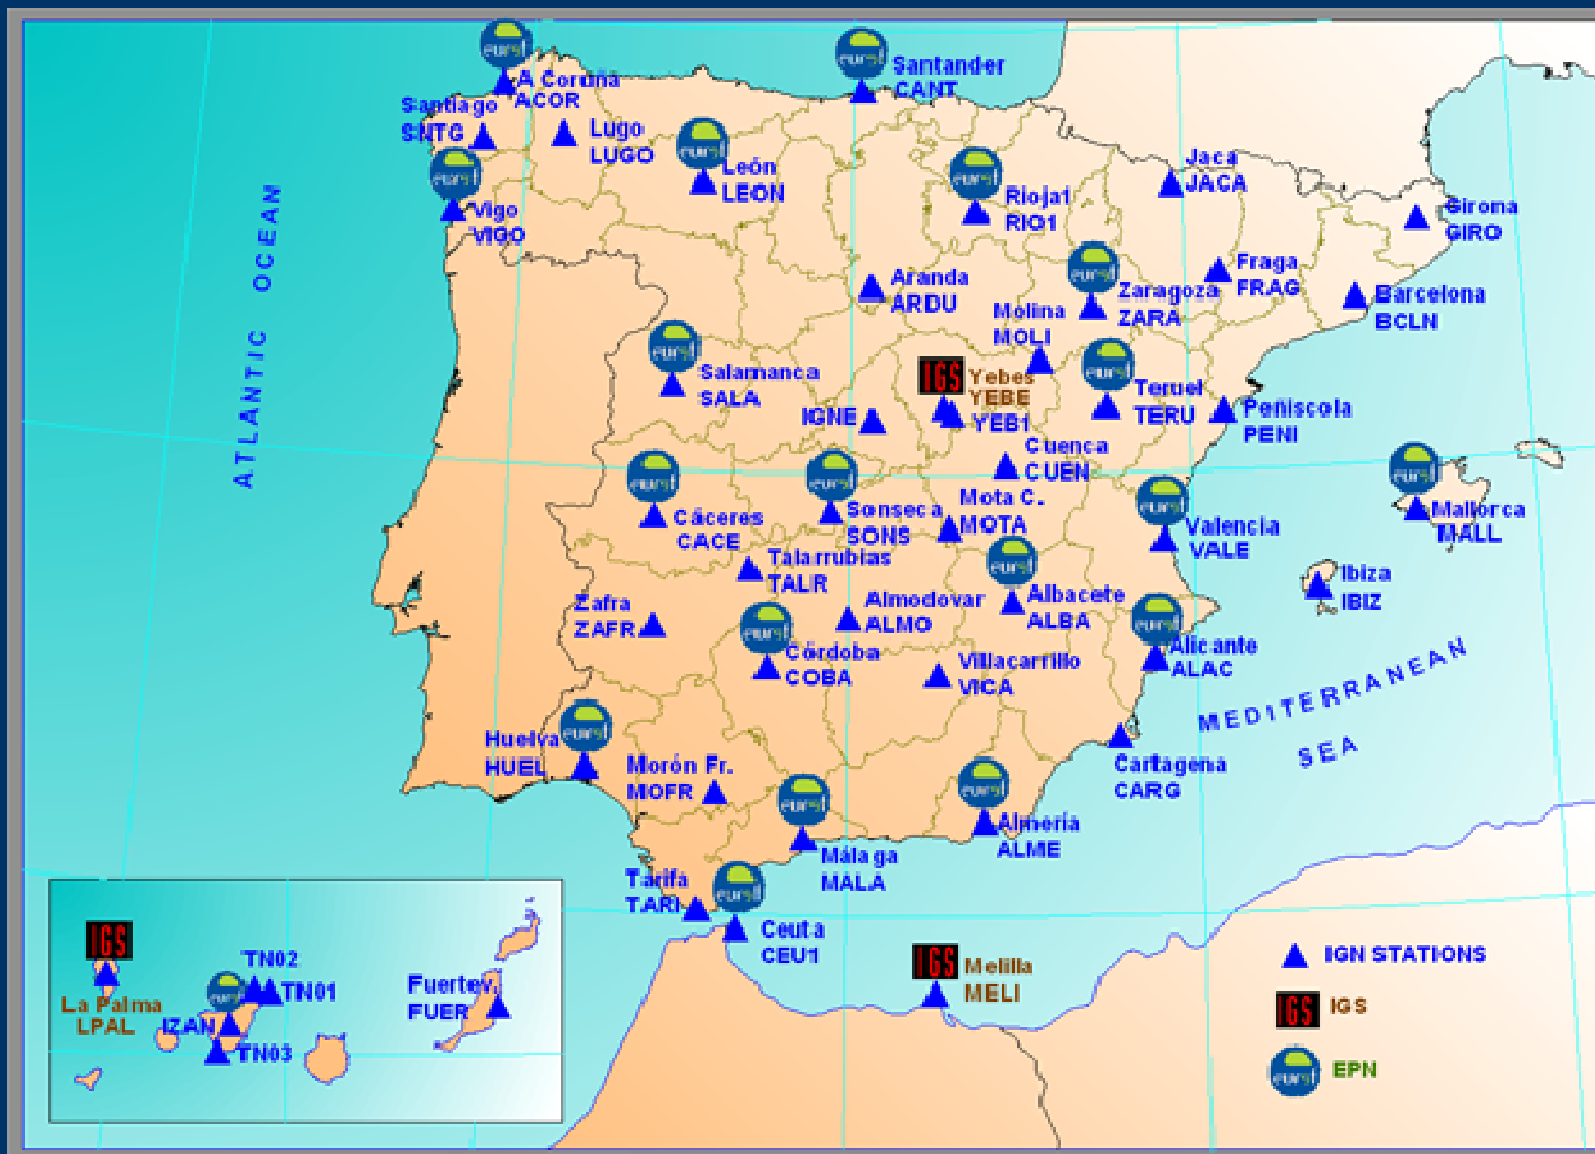 A Coruña
ACOR
Santander
CANT
Santiago
SNTG
Lugo
LUGO
León
LEON
Rioja1
RIO1
Jaca
JACA
Vigo
VIGO
Girona
GIRO
ATLANTIC OCEAN
Aranda
ARDU
Zaragoza
ZARA
Fraga
FRAG
Barcelona
BCLN
Molina
MOLI
Salamanca
SALA
IGS
Yebes
YEBE
YEB1
IGNE
Teruel
TERU
Peñiscola
PENI
Cuenca
CUEN
Cáceres
CACE
Sonseca
SONS
Mota C.
MOTA
Valencia
VALE
Mallorca
MALL
Talarrubias
TALR
Ibiza
IBIZ
Zafra
ZAFR
Almodovar
ALMO
Albacete
ALBA
Córdoba
COBA
Villacarrillo
VICA
Alicante
ALAC
MEDITERRANEAN
SEA
Huelva
HUEL
Morón Fr.
MOFR
Cartagena
CARG
Almería
ALME
Málaga
MALA
Tarifa
TARI
Ceuta
CEU1
IGS
Melilla
MELI
IGS
La Palma
LPAL
TN02
TN01
IZAN
TN03
Fuertev.
FUER
IGN STATIONS
IGS
IGS
EPN